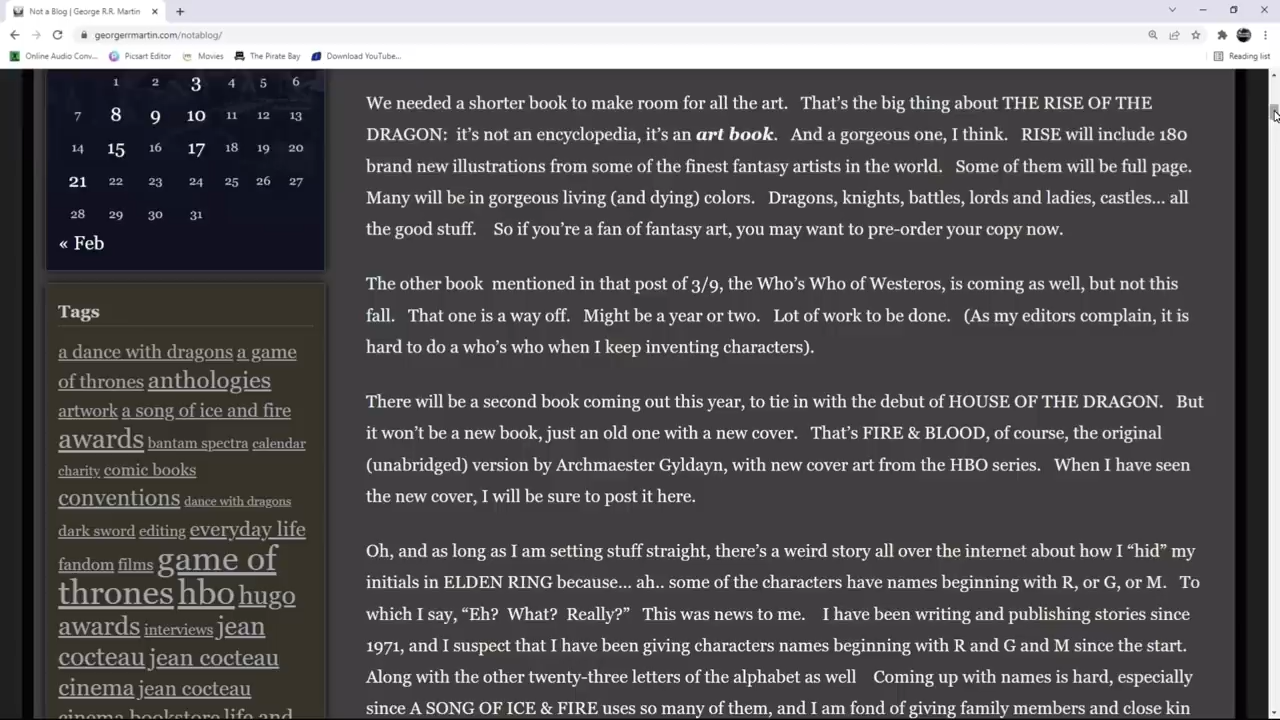 Not a Blog | George R.R. Martin
georgerrmartin.com/notablog/
Online Audio Conv... Picsart Editor Movies The Pirate Bay Download YouTube... Reading list
1 2 3 4 5 6
7 8 9 10 11 12 13
14 15 16 17 18 19 20
21 22 23 24 25 26 27
28 29 30 31
« Feb
Tags
a dance with dragons a game
of thrones anthologies
artwork a song of ice and fire
awards bantam spectra calendar
charity comic books
conventions dance with dragons
dark sword editing everyday life
fandom films game of
thrones hbo hugo
awards interviews jean
cocteau jean cocteau
cinema jean cocteau
cinema bookstore life and
We needed a shorter book to make room for all the art. That's the big thing about THE RISE OF THE
DRAGON: it's not an encyclopedia, it's an art book. And a gorgeous one, I think. RISE will include 180
brand new illustrations from some of the finest fantasy artists in the world. Some of them will be full page.
Many will be in gorgeous living (and dying) colors. Dragons, knights, battles, lords and ladies, castles... all
the good stuff. So if you're a fan of fantasy art, you may want to pre-order your copy now.
The other book mentioned in that post of 3/9, the Who's Who of Westeros, is coming as well, but not this
fall. That one is a way off. Might be a year or two. Lot of work to be done. (As my editors complain, it is
hard to do a who's who when I keep inventing characters).
There will be a second book coming out this year, to tie in with the debut of HOUSE OF THE DRAGON. But
it won't be a new book, just an old one with a new cover. That's FIRE & BLOOD, of course, the original
(unabridged) version by Archmaester Gyldayn, with new cover art from the HBO series. When I have seen
the new cover, I will be sure to post it here.
Oh, and as long as I am setting stuff straight, there's a weird story all over the internet about how I “hid” my
initials in ELDEN RING because... ah.. some of the characters have names beginning with R, or G, or M. To
which I say, “Eh? What? Really?” This was news to me. I have been writing and publishing stories since
1971, and I suspect that I have been giving characters names beginning with R and G and M since the start.
Along with the other twenty-three letters of the alphabet as well Coming up with names is hard, especially
since A SONG OF ICE & FIRE uses so many of them, and I am fond of giving family members and close kin